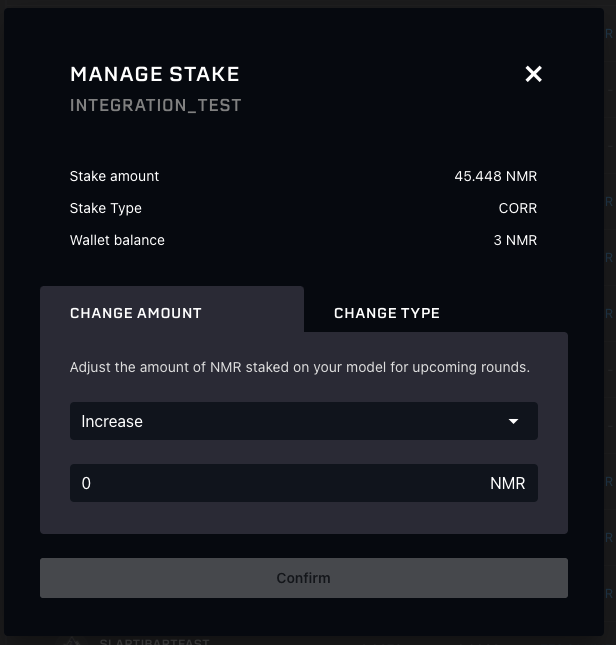 MANAGE STAKE
INTEGRATION_TEST
Stake amount 45.448 NMR
Stake Type CORR
Wallet balance 3 NMR
CHANGE AMOUNT CHANGE TYPE
Adjust the amount of NMR staked on your model for upcoming rounds.
Increase
0 NMR
Confirm
SLARTIBARTFAST